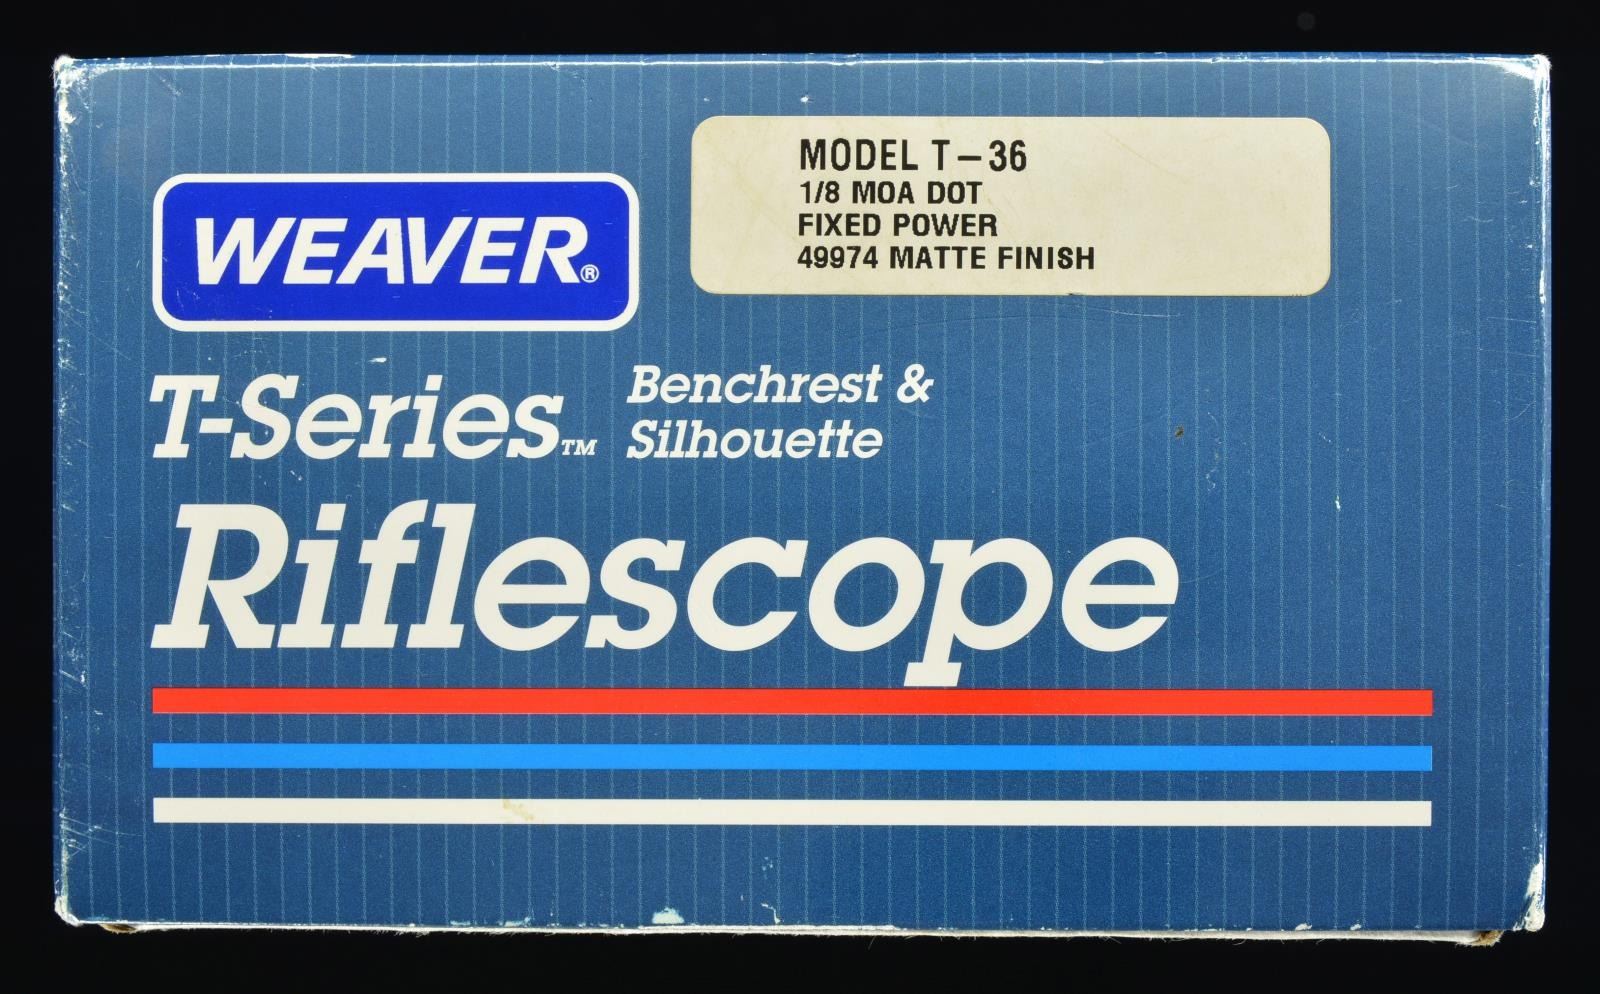 MODEL T-36
1/8 MOA DOT
FIXED POWER
49974 MATTE FINISH
WEAVER®
T-Series™
Benchrest &
Silhouette
Riflescope